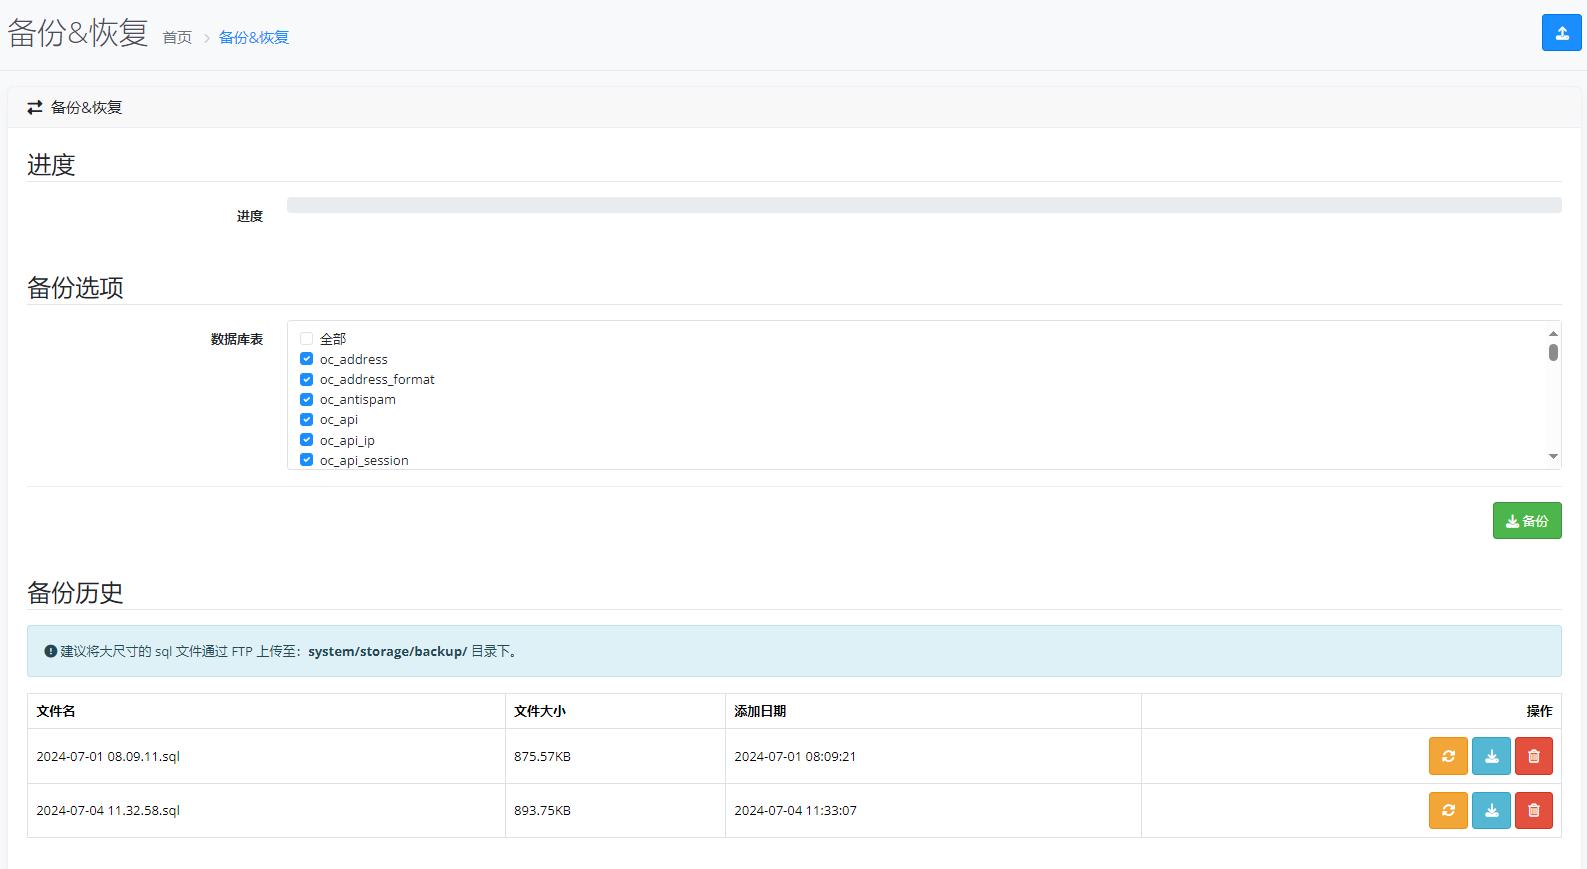 备份&恢复 首页 备份&恢复
备份&恢复
进度
进度
备份选项
数据库表
全部
oc_address
oc_address_format
oc_antispam
oc_api
oc_api_ip
oc_api_session
备份
备份历史
建议将大尺寸的 sql 文件通过 FTP 上传至：system/storage/backup/ 目录下。
文件名 文件大小 添加日期 操作
2024-07-01 08.09.11.sql 875.57KB 2024-07-01 08:09:21
2024-07-04 11.32.58.sql 893.75KB 2024-07-04 11:33:07